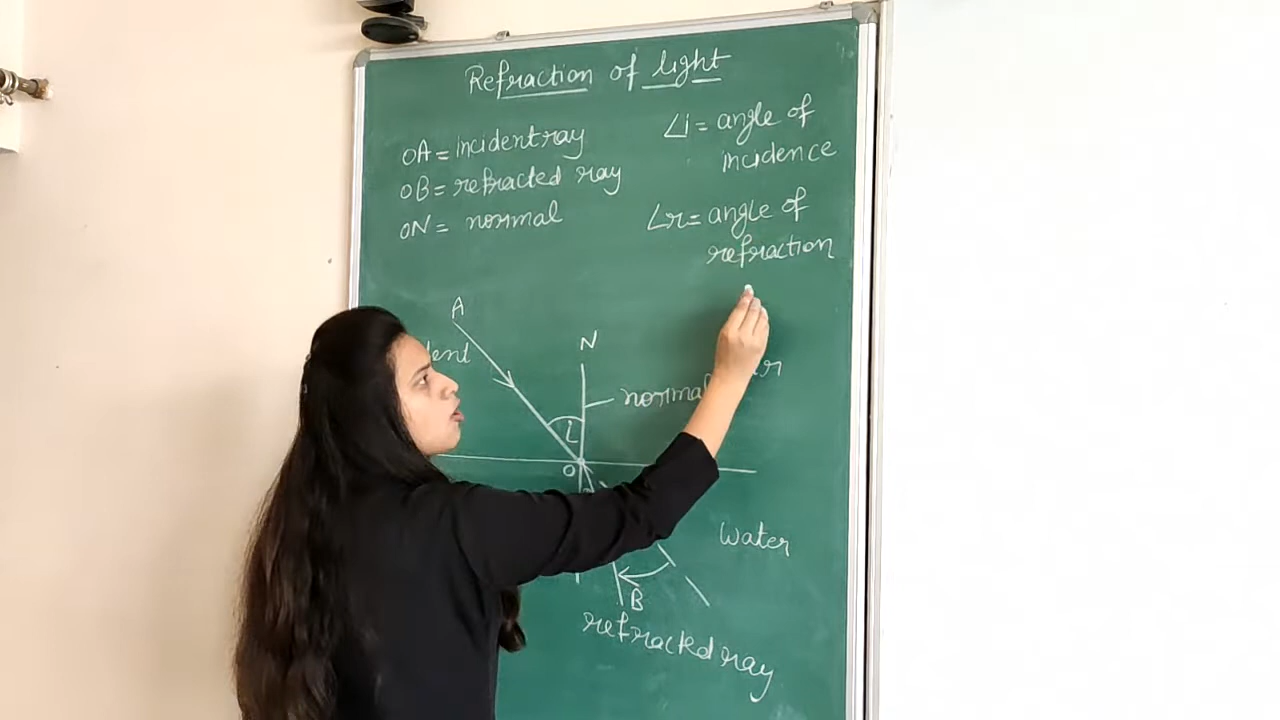 Refraction of light
OA = incident ray
OB = refracted ray
ON = normal
∠i = angle of
incidence
∠r = angle of
refraction
A
N
dent
normal
i
O
Water
B
refracted ray